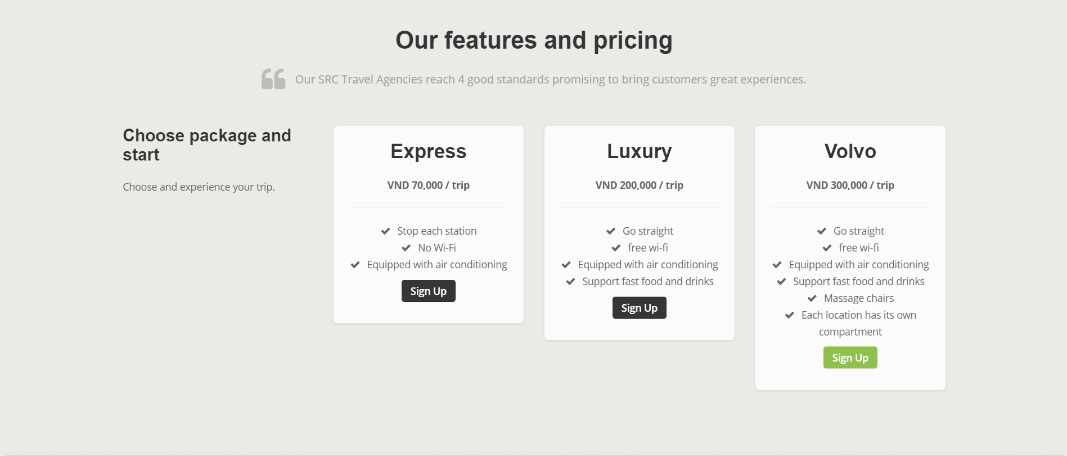 Our features and pricing
Our SRC Travel Agencies reach 4 good standards promising to bring customers great experiences.
Choose package and
start
Choose and experience your trip.
Express
VND 70,000 / trip
Stop each station
No Wi-Fi
Equipped with air conditioning
Sign Up
Luxury
VND 200,000 / trip
Go straight
free wi-fi
Equipped with air conditioning
Support fast food and drinks
Sign Up
Volvo
VND 300,000 / trip
Go straight
free wi-fi
Equipped with air conditioning
Support fast food and drinks
Massage chairs
Each location has its own
compartment
Sign Up